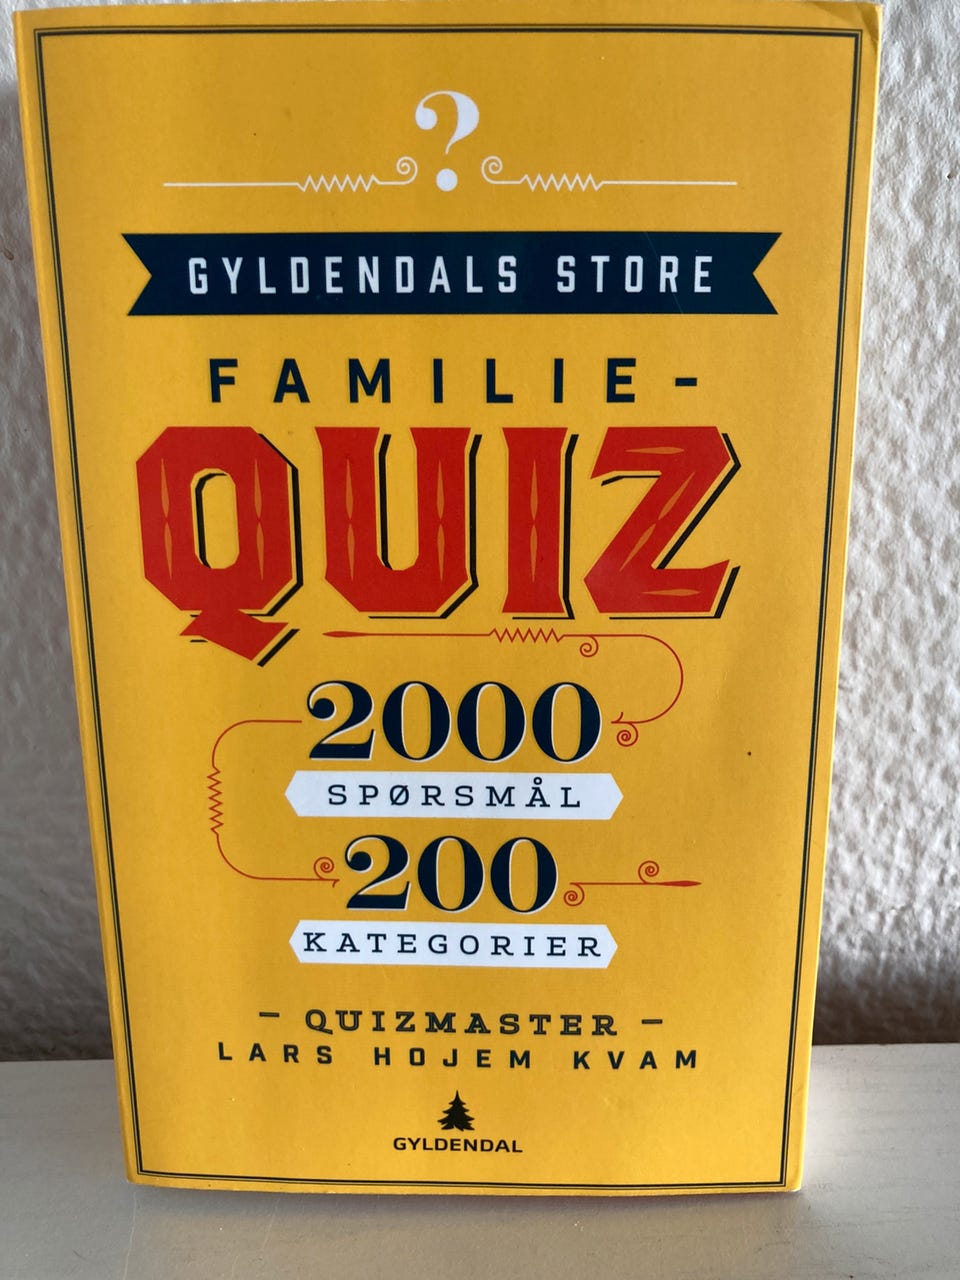 ?
GYLDENDALS STORE
FAMILIE-
QUIZ
2000
SPØRSMÅL
200
KATEGORIER
– QUIZMASTER –
LARS HOJEM KVAM
GYLDENDAL